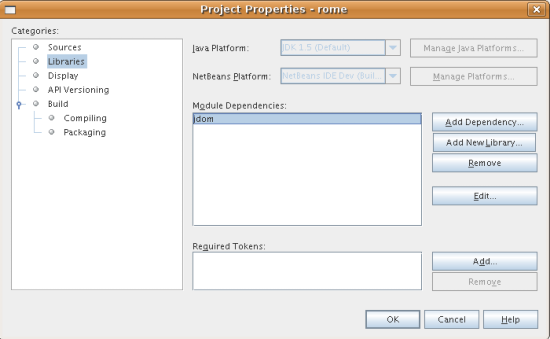 Project Properties - rome
Categories:
Sources
Libraries
Display
API Versioning
Build
Compiling
Packaging
Java Platform:
JDK 1.5 (Default)
Manage Java Platforms...
NetBeans Platform:
NetBeans IDE Dev (Buil...
Manage Platforms...
Module Dependencies:
jdom
Add Dependency...
Add New Library...
Remove
Edit...
Required Tokens:
Add...
Remove
OK
Cancel
Help